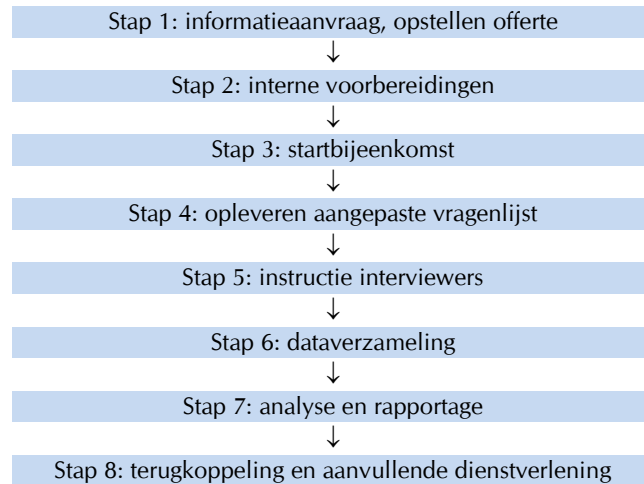 Stap 1: informatieaanvraag, opstellen offerte
↓
Stap 2: interne voorbereidingen
↓
Stap 3: startbijeenkomst
↓
Stap 4: opleveren aangepaste vragenlijst
↓
Stap 5: instructie interviewers
↓
Stap 6: dataverzameling
↓
Stap 7: analyse en rapportage
↓
Stap 8: terugkoppeling en aanvullende dienstverlening